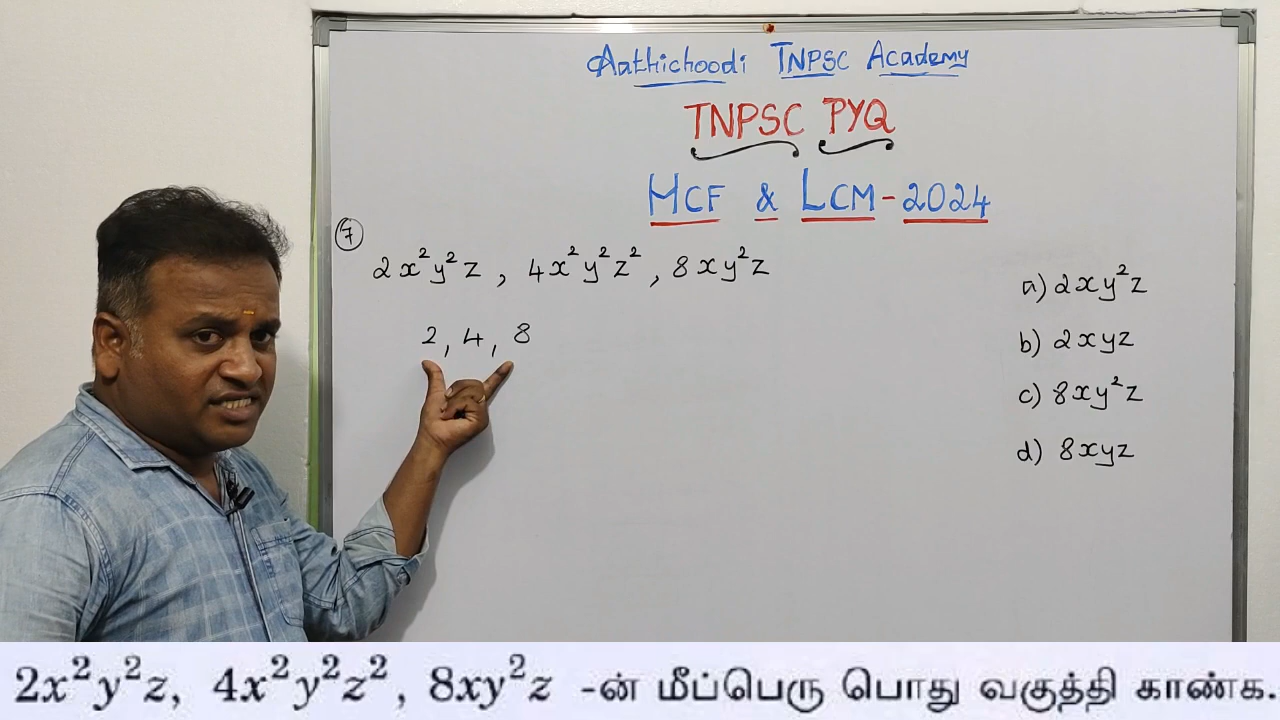 Aathichoodi TNPSC Academy
TNPSC PYQ
HCF & LCM-2024
7
2x²y²z, 4x²y²z², 8xy²z
2, 4, 8
a) 2xy²z
b) 2xyz
c) 8xy²z
d) 8xyz
2x²y²z, 4x²y²z², 8xy²z -ன் மீப்பெரு பொது வகுத்தி காண்க.